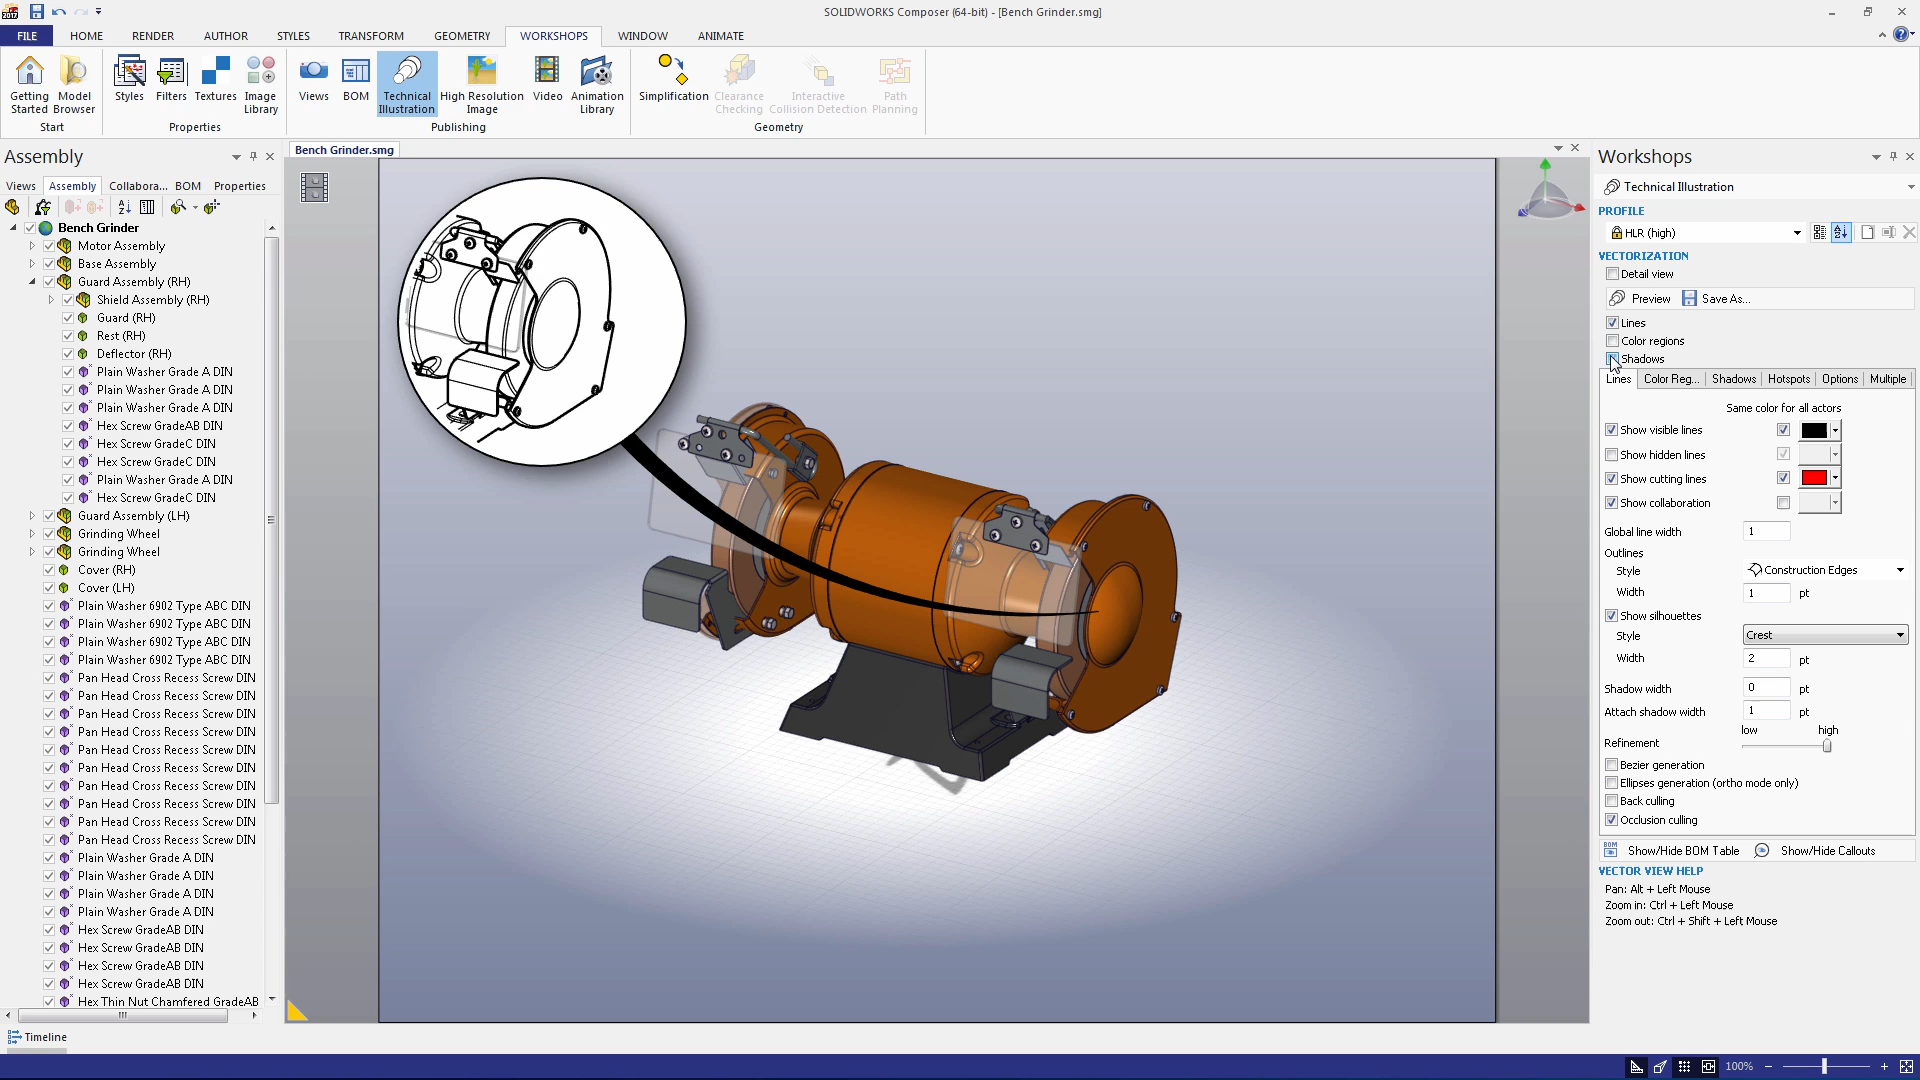 SOLIDWORKS Composer (64-bit) - [Bench Grinder.smg]
FILE HOME RENDER AUTHOR STYLES TRANSFORM GEOMETRY WORKSHOPS WINDOW ANIMATE
Getting Started
Model Browser
Styles
Filters
Textures
Image Library
Views
BOM
Technical Illustration
High Resolution Image
Video
Animation Library
Simplification
Clearance Checking
Interactive Collision Detection
Path Planning
Start
Properties
Publishing
Geometry
Assembly
Views Assembly Collabora... BOM Properties
Bench Grinder
Motor Assembly
Base Assembly
Guard Assembly (RH)
Shield Assembly (RH)
Guard (RH)
Rest (RH)
Deflector (RH)
Plain Washer Grade A DIN
Plain Washer Grade A DIN
Plain Washer Grade A DIN
Hex Screw GradeAB DIN
Hex Screw GradeC DIN
Hex Screw GradeC DIN
Plain Washer Grade A DIN
Hex Screw GradeC DIN
Guard Assembly (LH)
Grinding Wheel
Grinding Wheel
Cover (RH)
Cover (LH)
Plain Washer 6902 Type ABC DIN
Plain Washer 6902 Type ABC DIN
Plain Washer 6902 Type ABC DIN
Plain Washer 6902 Type ABC DIN
Pan Head Cross Recess Screw DIN
Pan Head Cross Recess Screw DIN
Pan Head Cross Recess Screw DIN
Pan Head Cross Recess Screw DIN
Pan Head Cross Recess Screw DIN
Pan Head Cross Recess Screw DIN
Pan Head Cross Recess Screw DIN
Pan Head Cross Recess Screw DIN
Pan Head Cross Recess Screw DIN
Pan Head Cross Recess Screw DIN
Plain Washer Grade A DIN
Plain Washer Grade A DIN
Plain Washer Grade A DIN
Plain Washer Grade A DIN
Hex Screw GradeAB DIN
Hex Screw GradeAB DIN
Hex Screw GradeAB DIN
Hex Screw GradeAB DIN
Hex Thin Nut Chamfered GradeAB
Timeline
Bench Grinder.smg
Workshops
Technical Illustration
PROFILE
HLR (high)
VECTORIZATION
Detail view
Preview Save As...
Lines
Color regions
Shadows
Lines Color Reg... Shadows Hotspots Options Multiple
Same color for all actors
Show visible lines
Show hidden lines
Show cutting lines
Show collaboration
Global line width 1
Outlines
Style Construction Edges
Width 1 pt
Show silhouettes
Style Crest
Width 2 pt
Shadow width 0 pt
Attach shadow width 1 pt
low high
Refinement
Bezier generation
Ellipses generation (ortho mode only)
Back culling
Occlusion culling
BOM Show/Hide BOM Table Show/Hide Callouts
VECTOR VIEW HELP
Pan: Alt + Left Mouse
Zoom in: Ctrl + Left Mouse
Zoom out: Ctrl + Shift + Left Mouse
100%